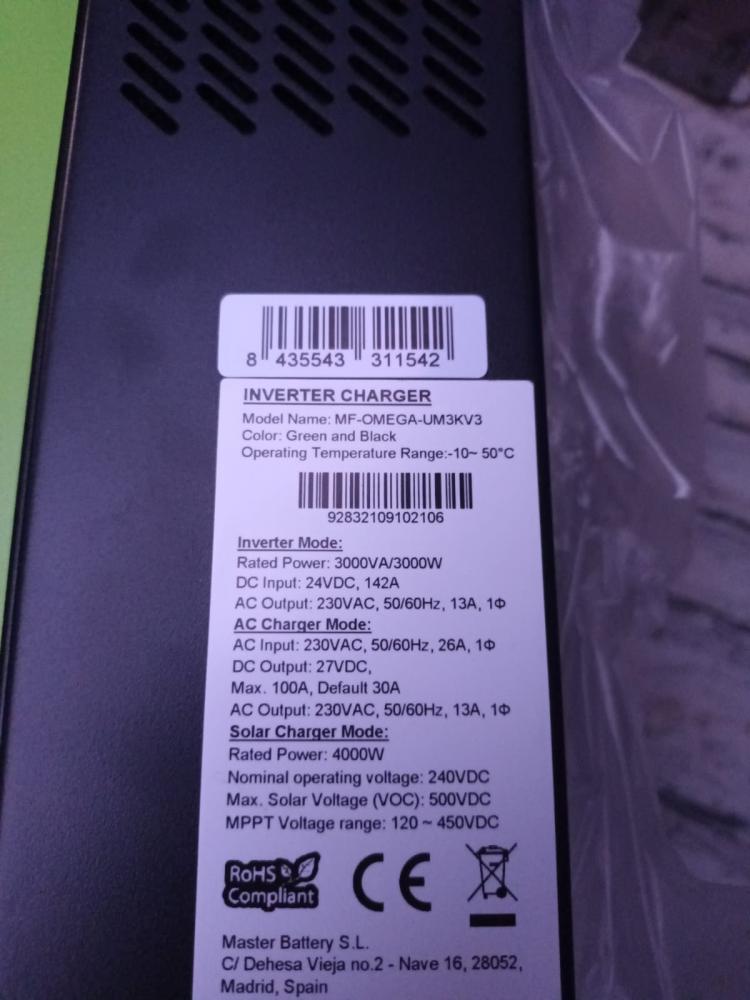 8 435543 311542
INVERTER CHARGER
Model Name: MF-OMEGA-UM3KV3
Color: Green and Black
Operating Temperature Range:-10~ 50°C
92832109102106
Inverter Mode:
Rated Power: 3000VA/3000W
DC Input: 24VDC, 142A
AC Output: 230VAC, 50/60Hz, 13A, 1Φ
AC Charger Mode:
AC Input: 230VAC, 50/60Hz, 26A, 1Φ
DC Output: 27VDC,
Max. 100A, Default 30A
AC Output: 230VAC, 50/60Hz, 13A, 1Φ
Solar Charger Mode:
Rated Power: 4000W
Nominal operating voltage: 240VDC
Max. Solar Voltage (VOC): 500VDC
MPPT Voltage range: 120 ~ 450VDC
RoHS
Compliant
CE
Master Battery S.L.
C/ Dehesa Vieja no.2 - Nave 16, 28052,
Madrid, Spain